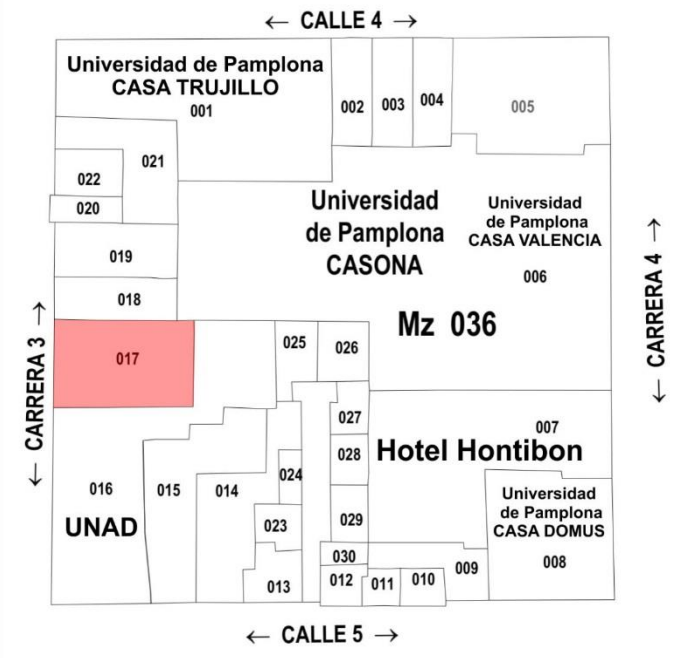 ← CALLE 4 →
Universidad de Pamplona
CASA TRUJILLO
001
002
003
004
005
021
022
020
019
018
Universidad
de Pamplona
CASONA
Universidad
de Pamplona
CASA VALENCIA
006
Mz 036
← CARRERA 3 →
← CARRERA 4 →
017
025
026
027
028
029
030
007
Hotel Hontibon
Universidad
de Pamplona
CASA DOMUS
008
016
UNAD
015
014
024
023
013
012
011
010
009
← CALLE 5 →